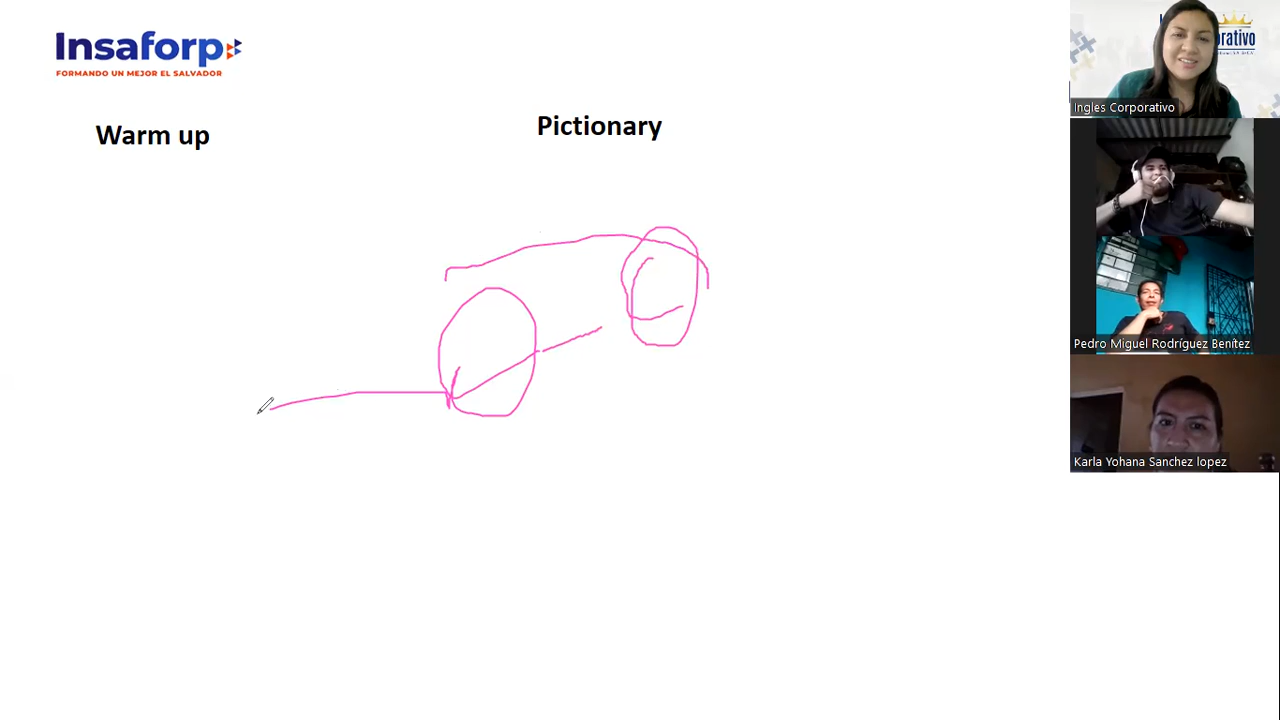 Insaforp
FORMANDO UN MEJOR EL SALVADOR
Warm up
Pictionary
Ingles Corporativo
Pedro Miguel Rodríguez Benítez
Karla Yohana Sanchez lopez